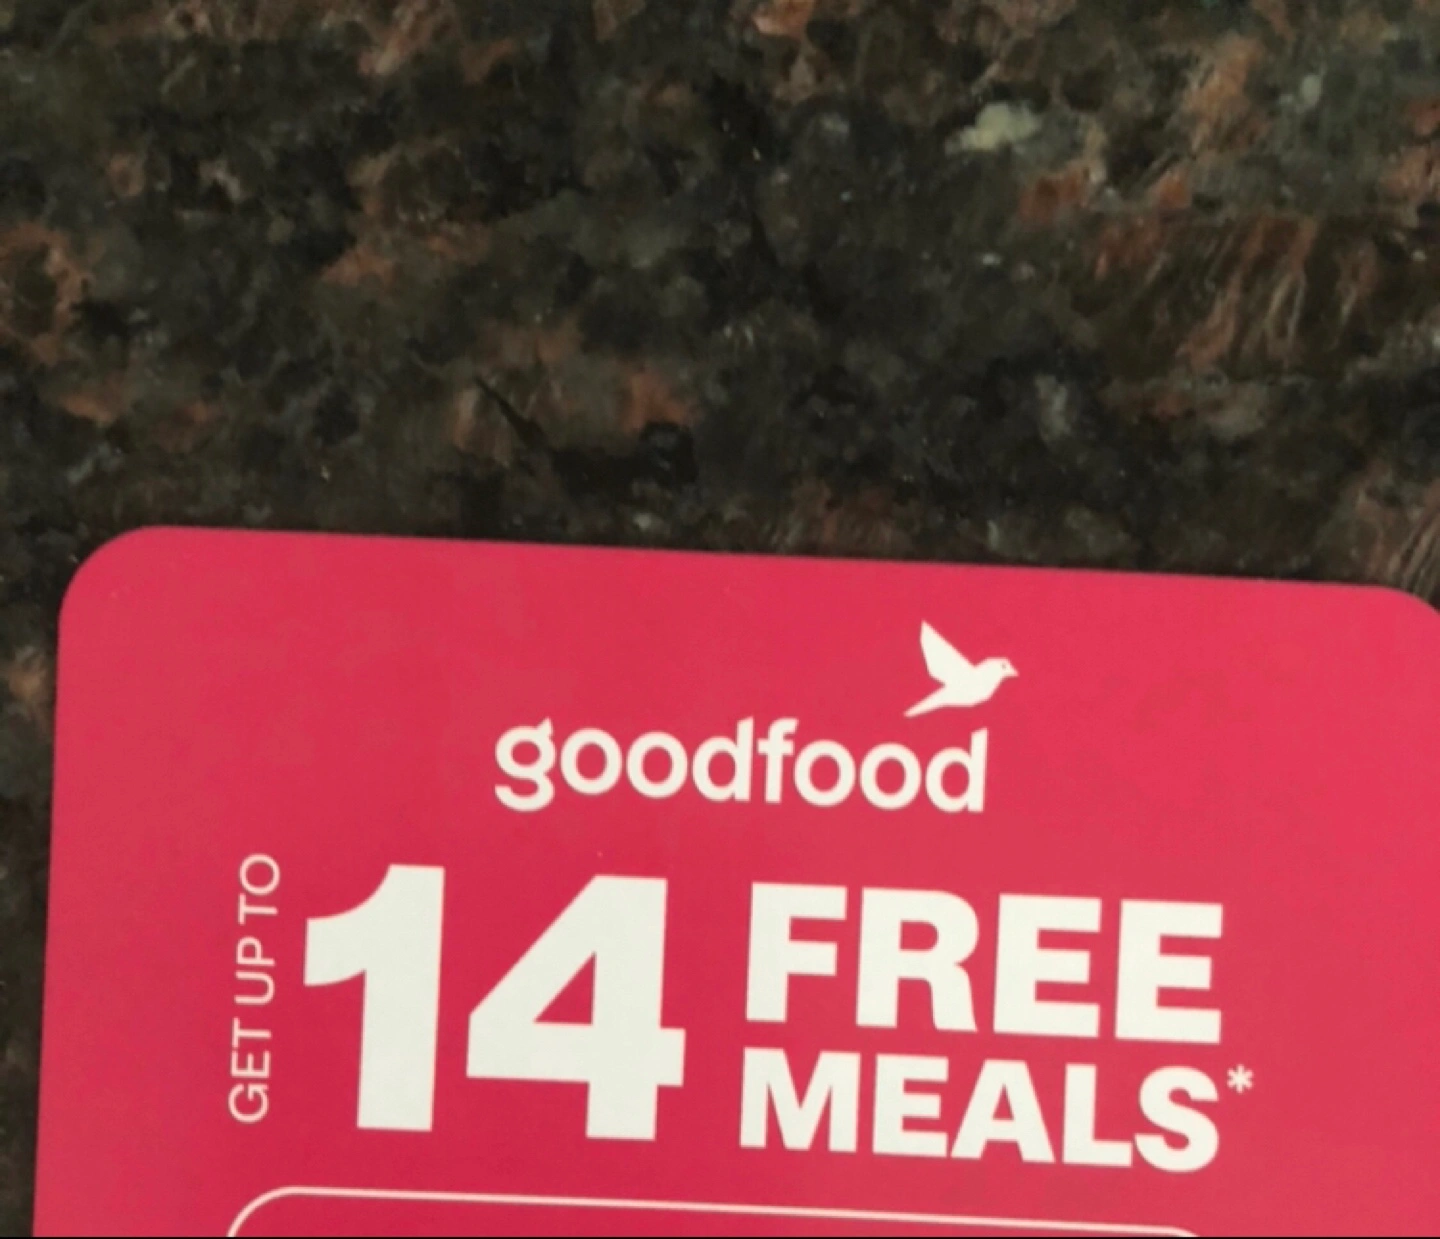 goodfood
GET UP TO
14 FREE
MEALS*